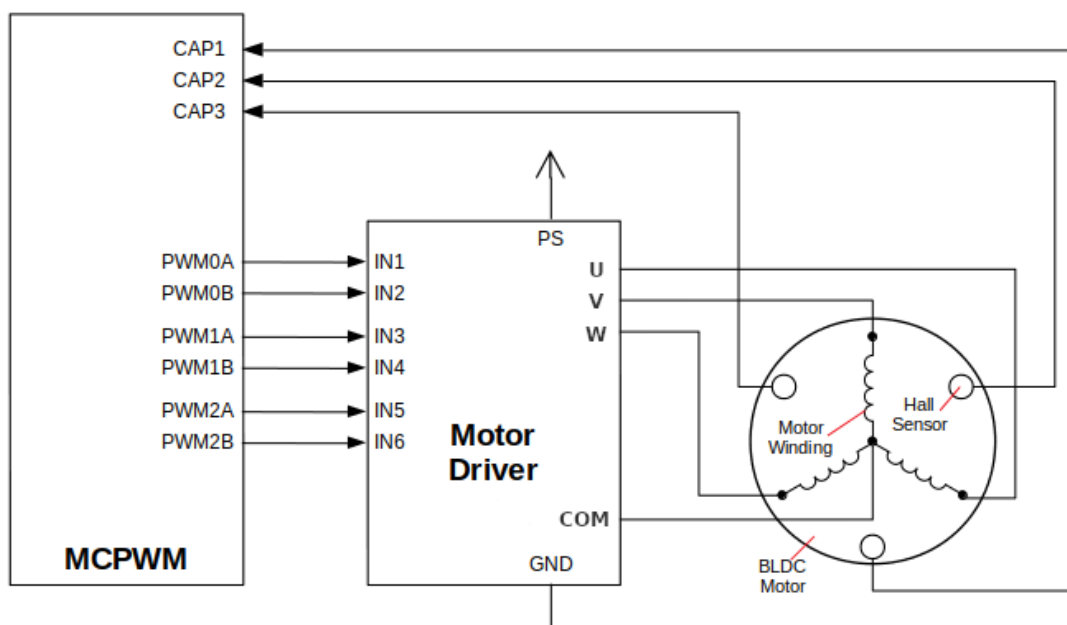 CAP1
CAP2
CAP3
PWM0A
PWM0B
PWM1A
PWM1B
PWM2A
PWM2B
MCPWM
PS
IN1
IN2
IN3
IN4
IN5
IN6
U
V
W
Motor
Driver
COM
GND
Hall
Sensor
Motor
Winding
BLDC
Motor